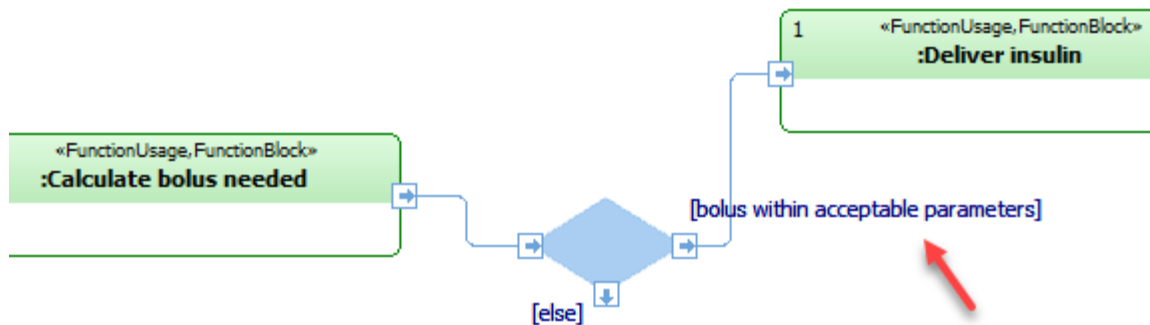 1
«FunctionUsage,FunctionBlock»
:Deliver insulin
«FunctionUsage,FunctionBlock»
:Calculate bolus needed
[bolus within acceptable parameters]
[else]